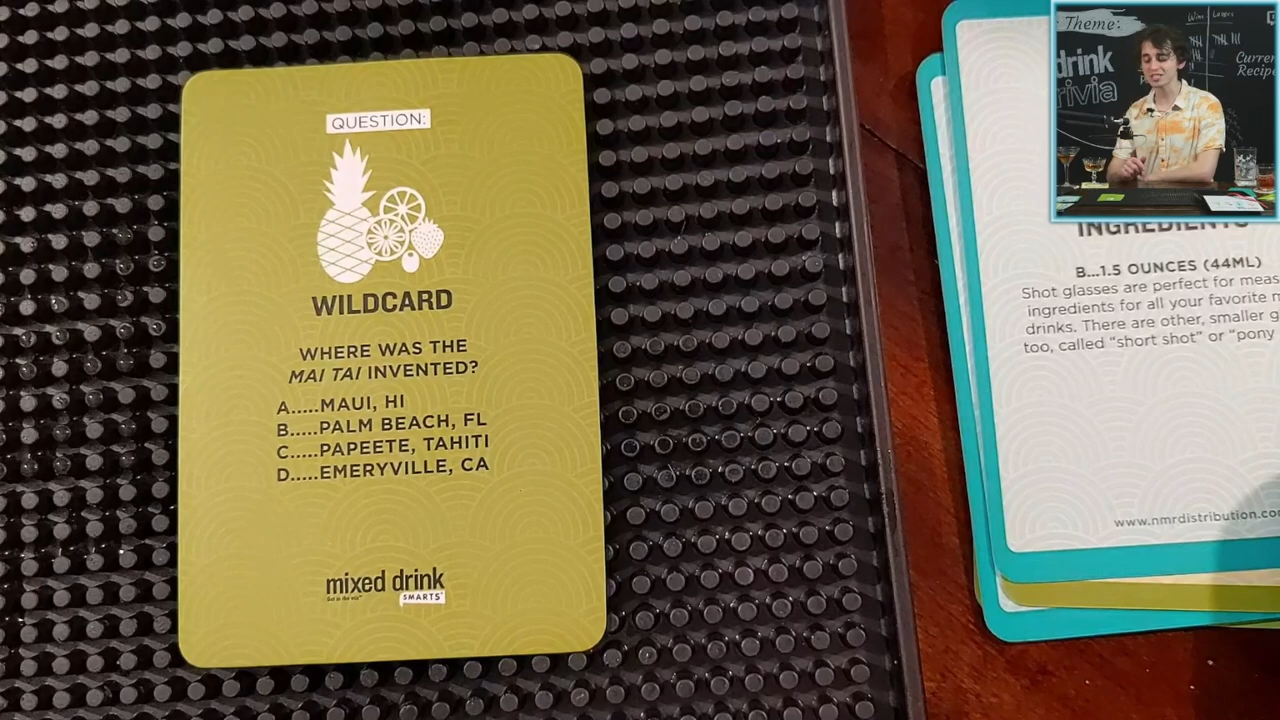 QUESTION:
WILDCARD
WHERE WAS THE
MAI TAI INVENTED?
A.....MAUI, HI
B.....PALM BEACH, FL
C.....PAPEETE, TAHITI
D.....EMERYVILLE, CA
mixed drink
SMARTS
Theme:
drink
Losers
INGREDIENTS
B...1.5 OUNCES (44ML)
Shot glasses are perfect for
ingredients for all your favorite
drinks. There are other, smaller
too, called “short shot” or “pony
www.nmrdistribution.co